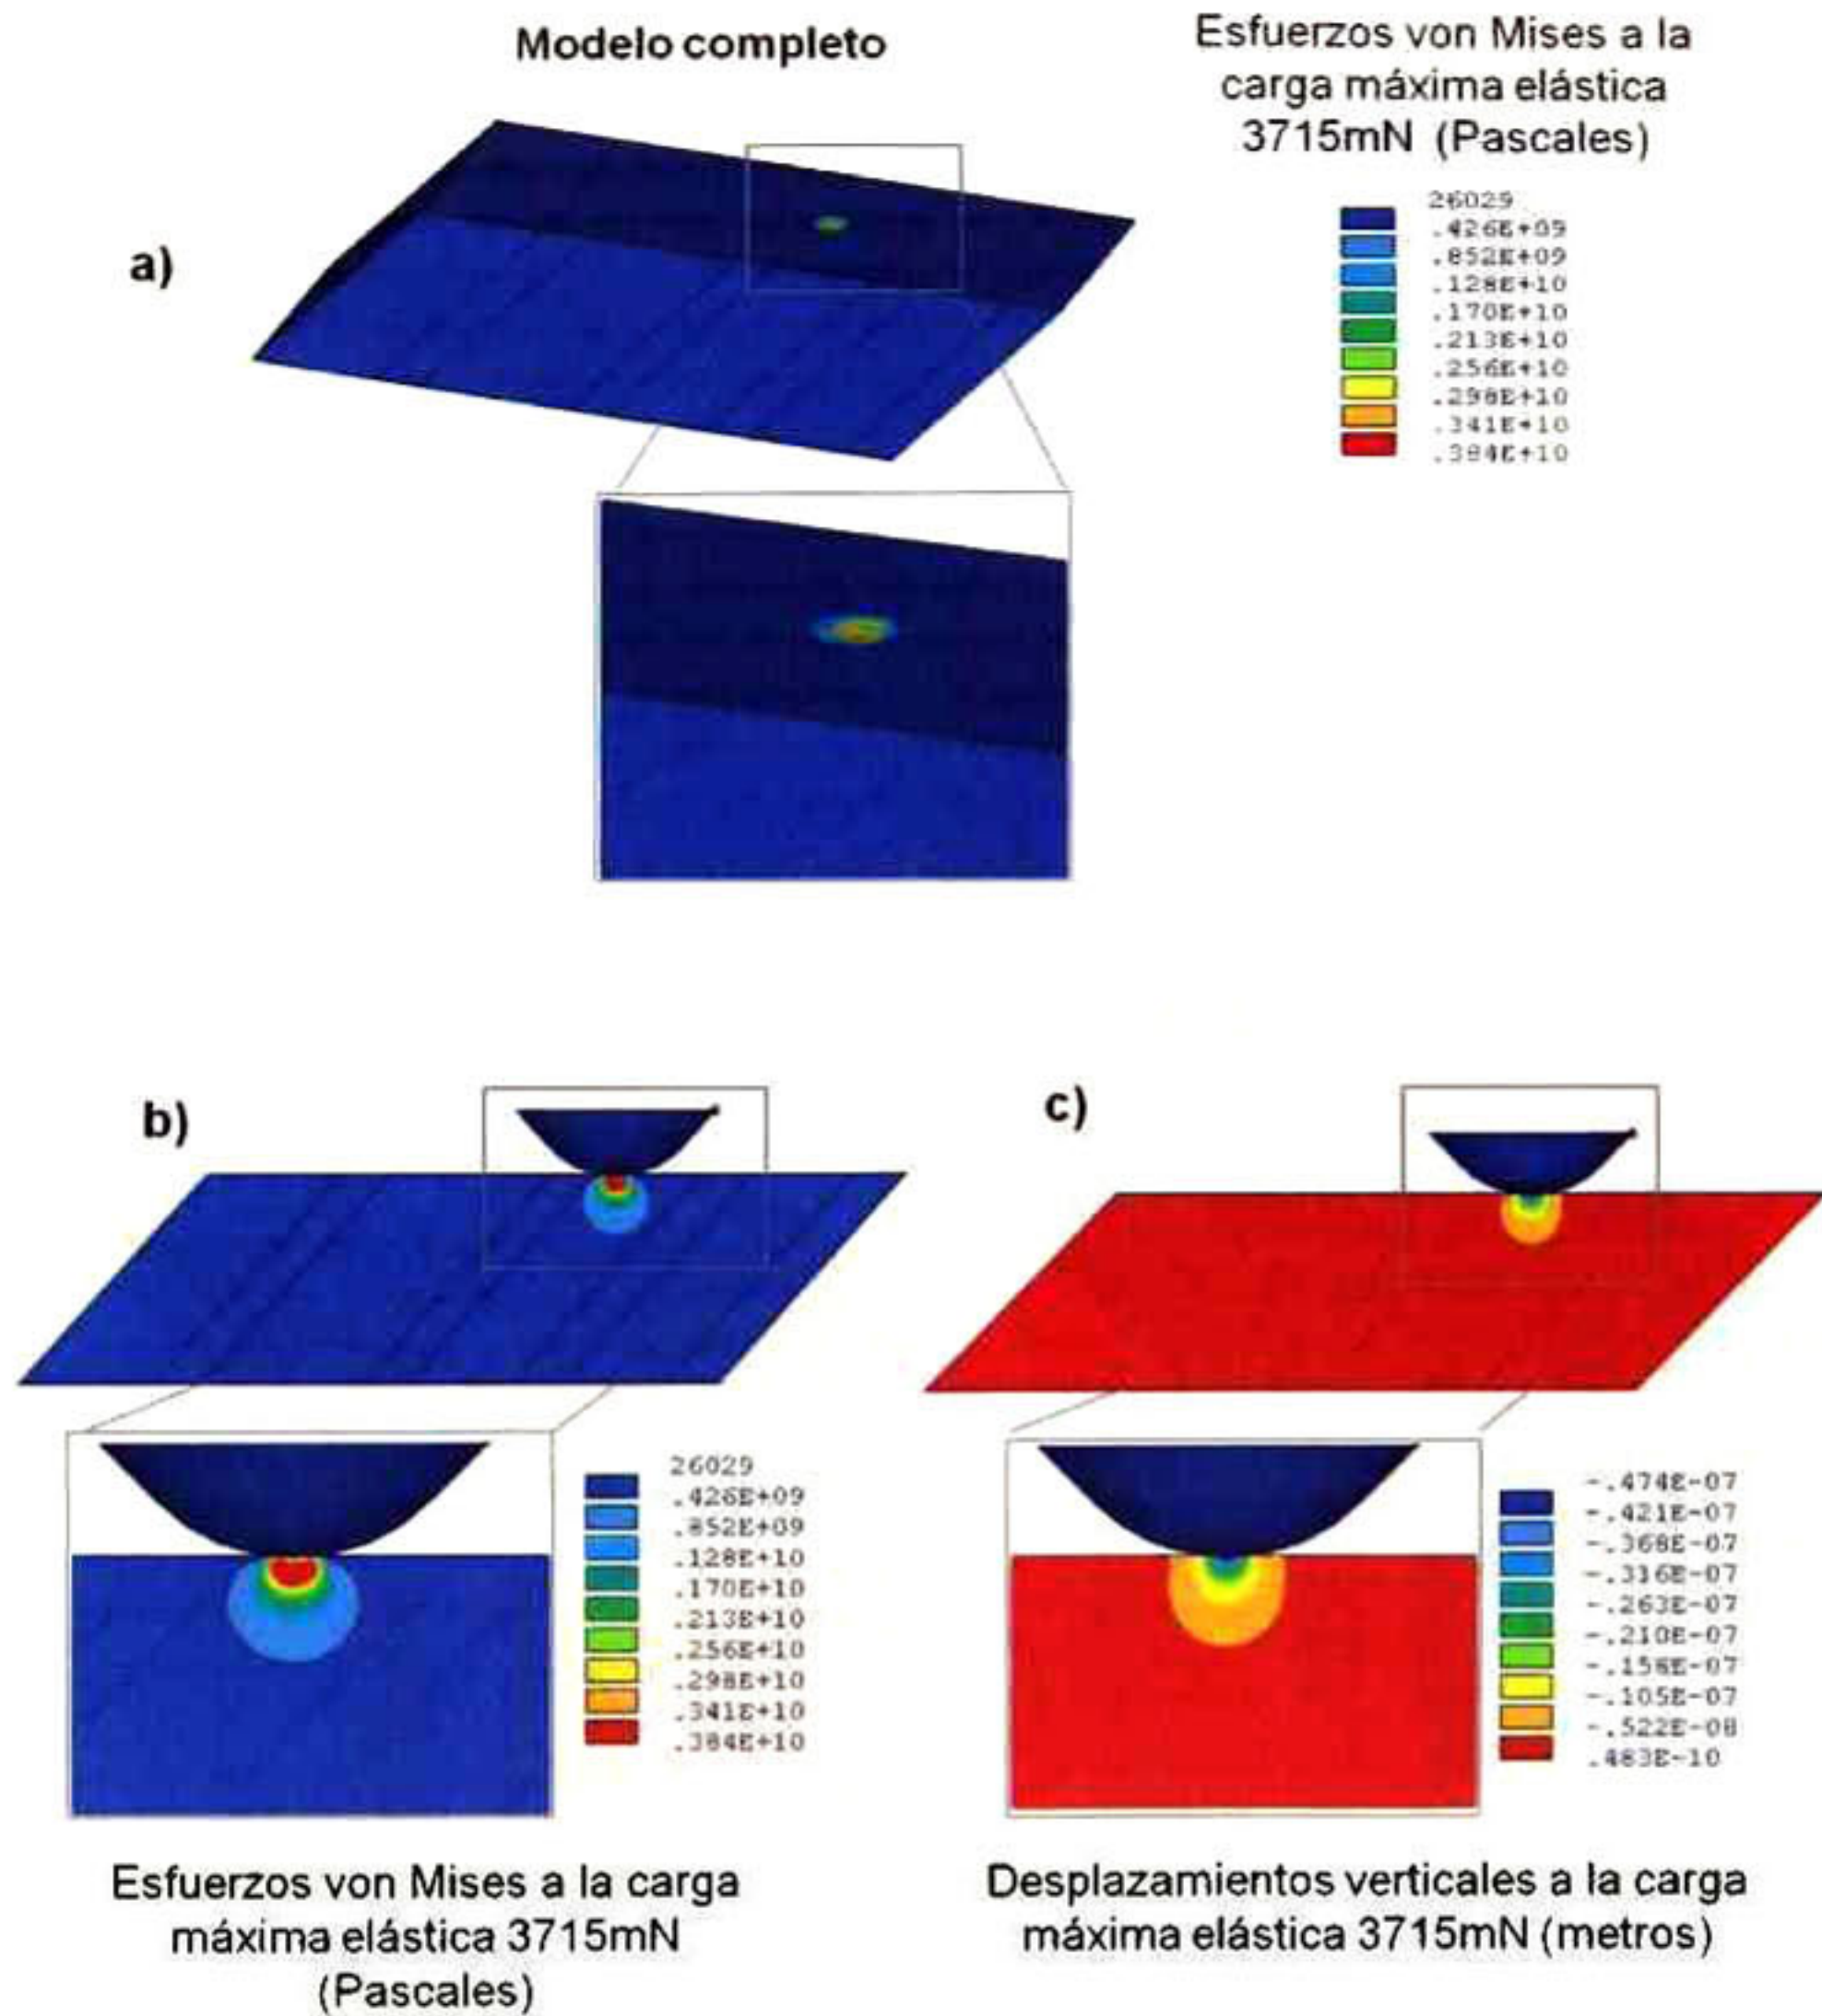 Modelo completo
Esfuerzos von Mises a la
carga máxima elástica
3715mN (Pascales)
a)
26029
.426E+09
.852E+09
.128E+10
.170E+10
.213E+10
.256E+10
.298E+10
.341E+10
.384E+10
b)
26029
.426E+09
.852E+09
.128E+10
.170E+10
.213E+10
.256E+10
.298E+10
.341E+10
.384E+10
Esfuerzos von Mises a la carga
máxima elástica 3715mN
(Pascales)
c)
-.474E-07
-.421E-07
-.368E-07
-.316E-07
-.263E-07
-.210E-07
-.158E-07
-.105E-07
-.522E-08
.483E-10
Desplazamientos verticales a la carga
máxima elástica 3715mN (metros)